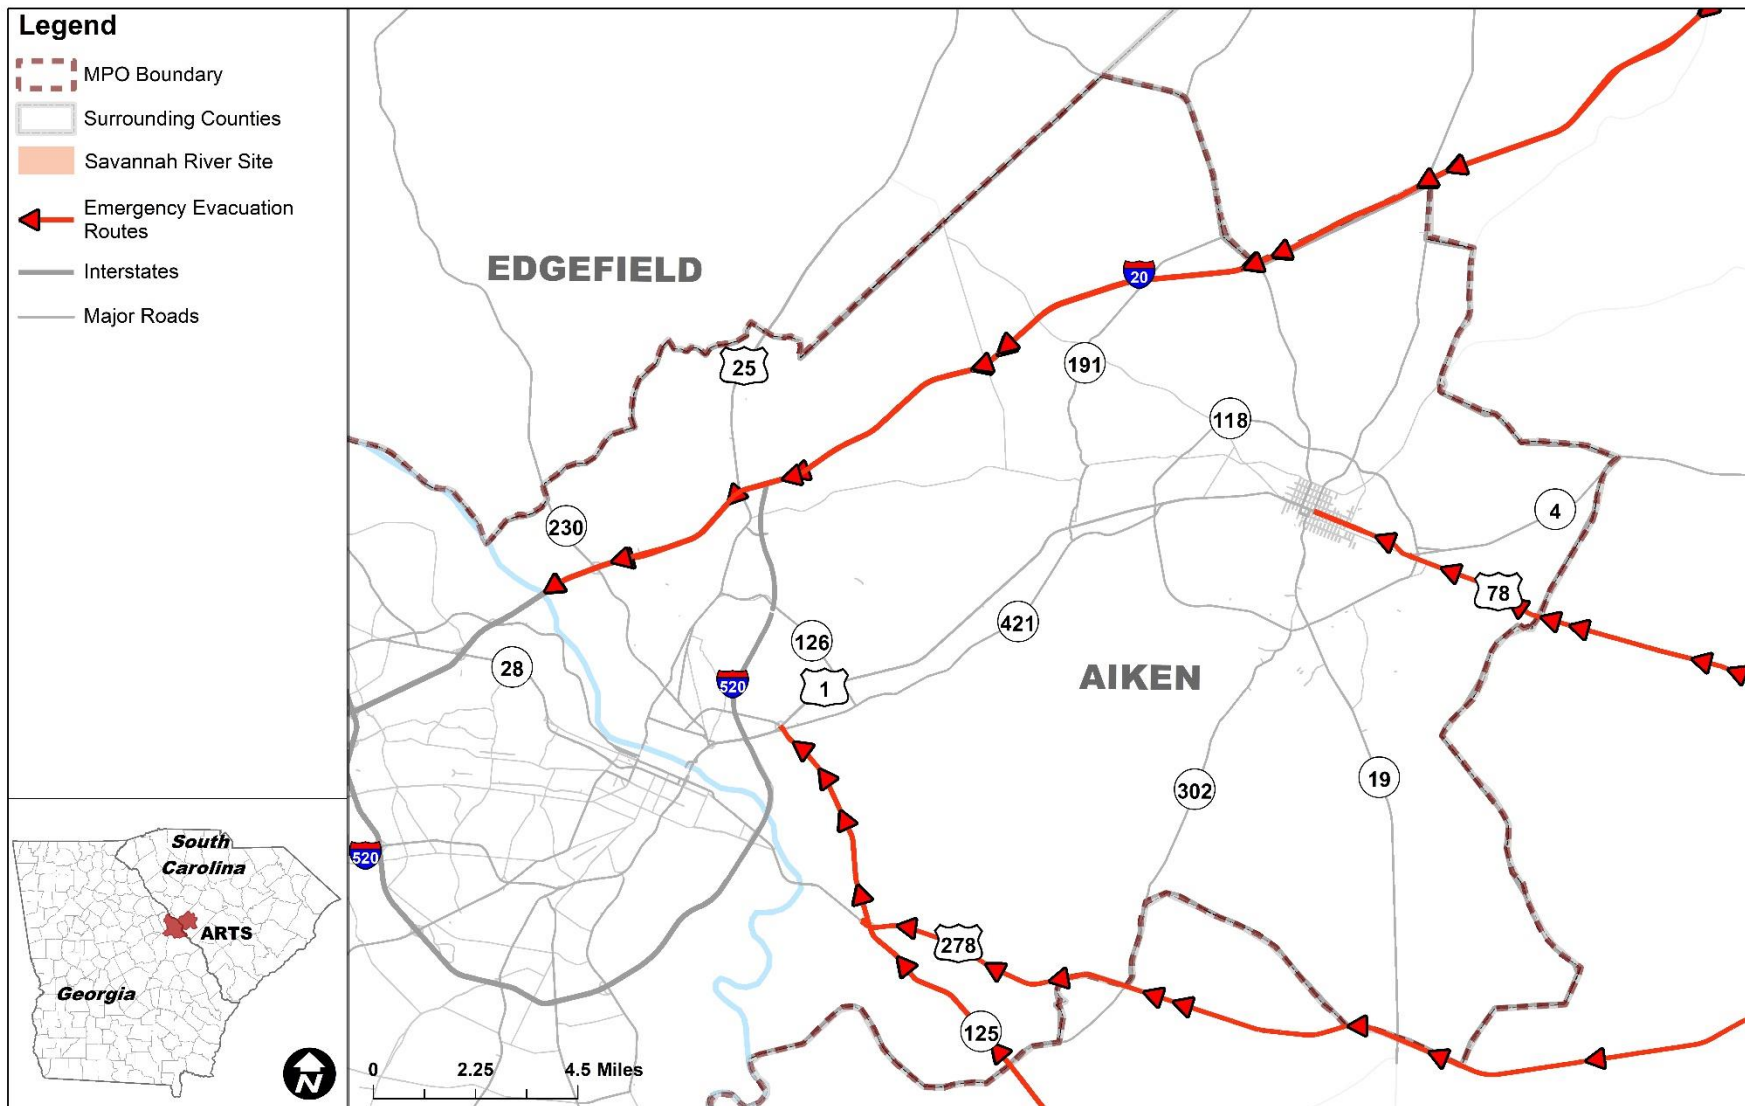 Legend
MPO Boundary
Surrounding Counties
Savannah River Site
Emergency Evacuation
Routes
Interstates
Major Roads
EDGEFIELD
20
25
191
118
230
4
78
126
421
28
1
520
AIKEN
302
19
520
278
125
South
Carolina
ARTS
Georgia
N
0 2.25 4.5 Miles